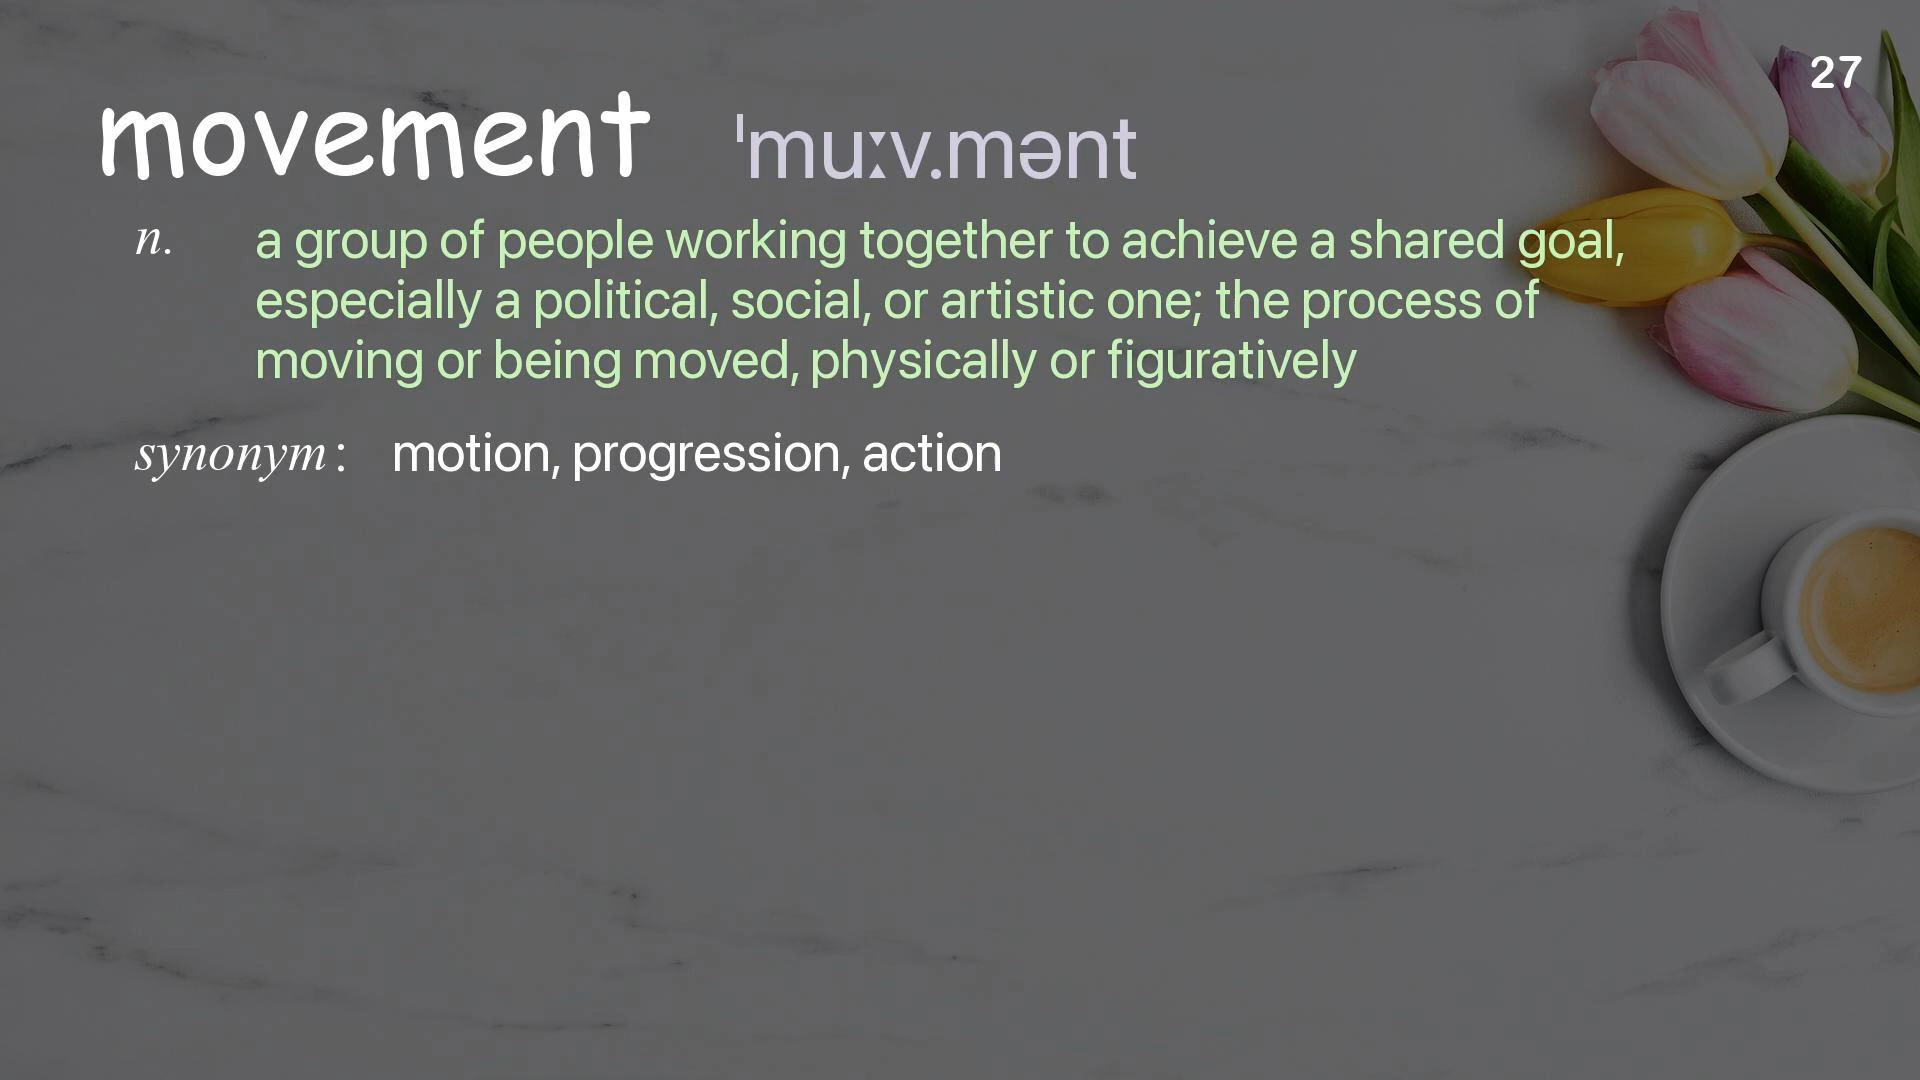 27
movement ˈmuːv.mənt
n. a group of people working together to achieve a shared goal,
especially a political, social, or artistic one; the process of
moving or being moved, physically or figuratively
synonym : motion, progression, action